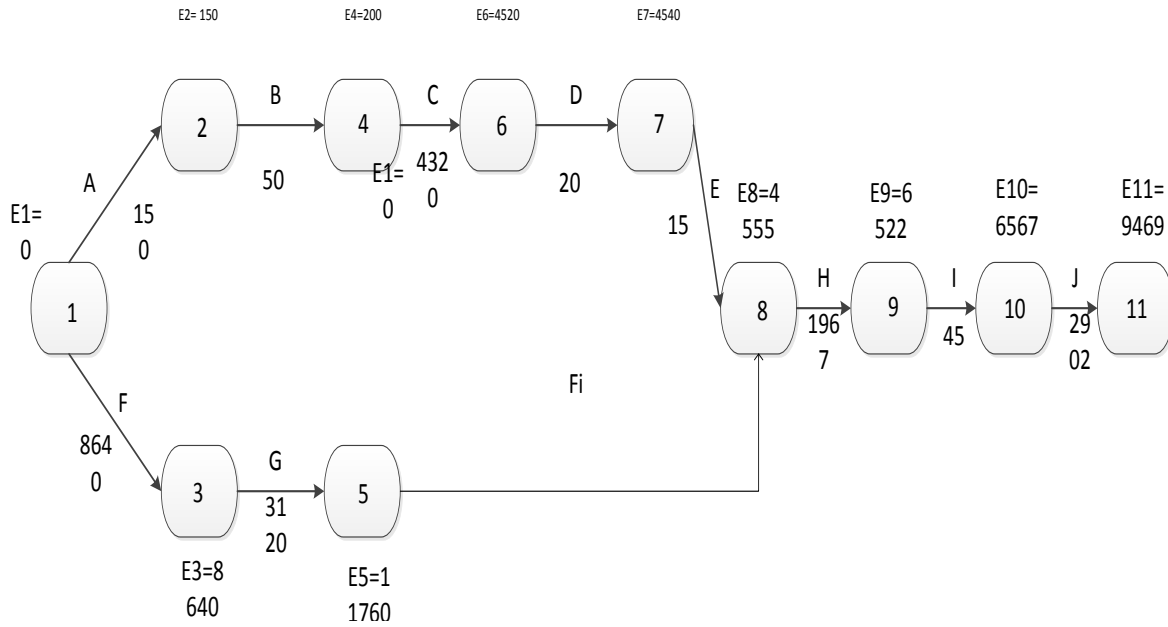 E2= 150
E4=200
E6=4520
E7=4540
B
C
D
2
4
6
7
A
50
E1=
0
432
0
20
E
15
E1=
0
15
0
E8=4
555
E9=6
522
E10=
6567
E11=
9469
1
H
I
J
8
9
10
11
196
7
45
29
02
Fi
F
864
0
G
3
5
31
20
E3=8
640
E5=1
1760